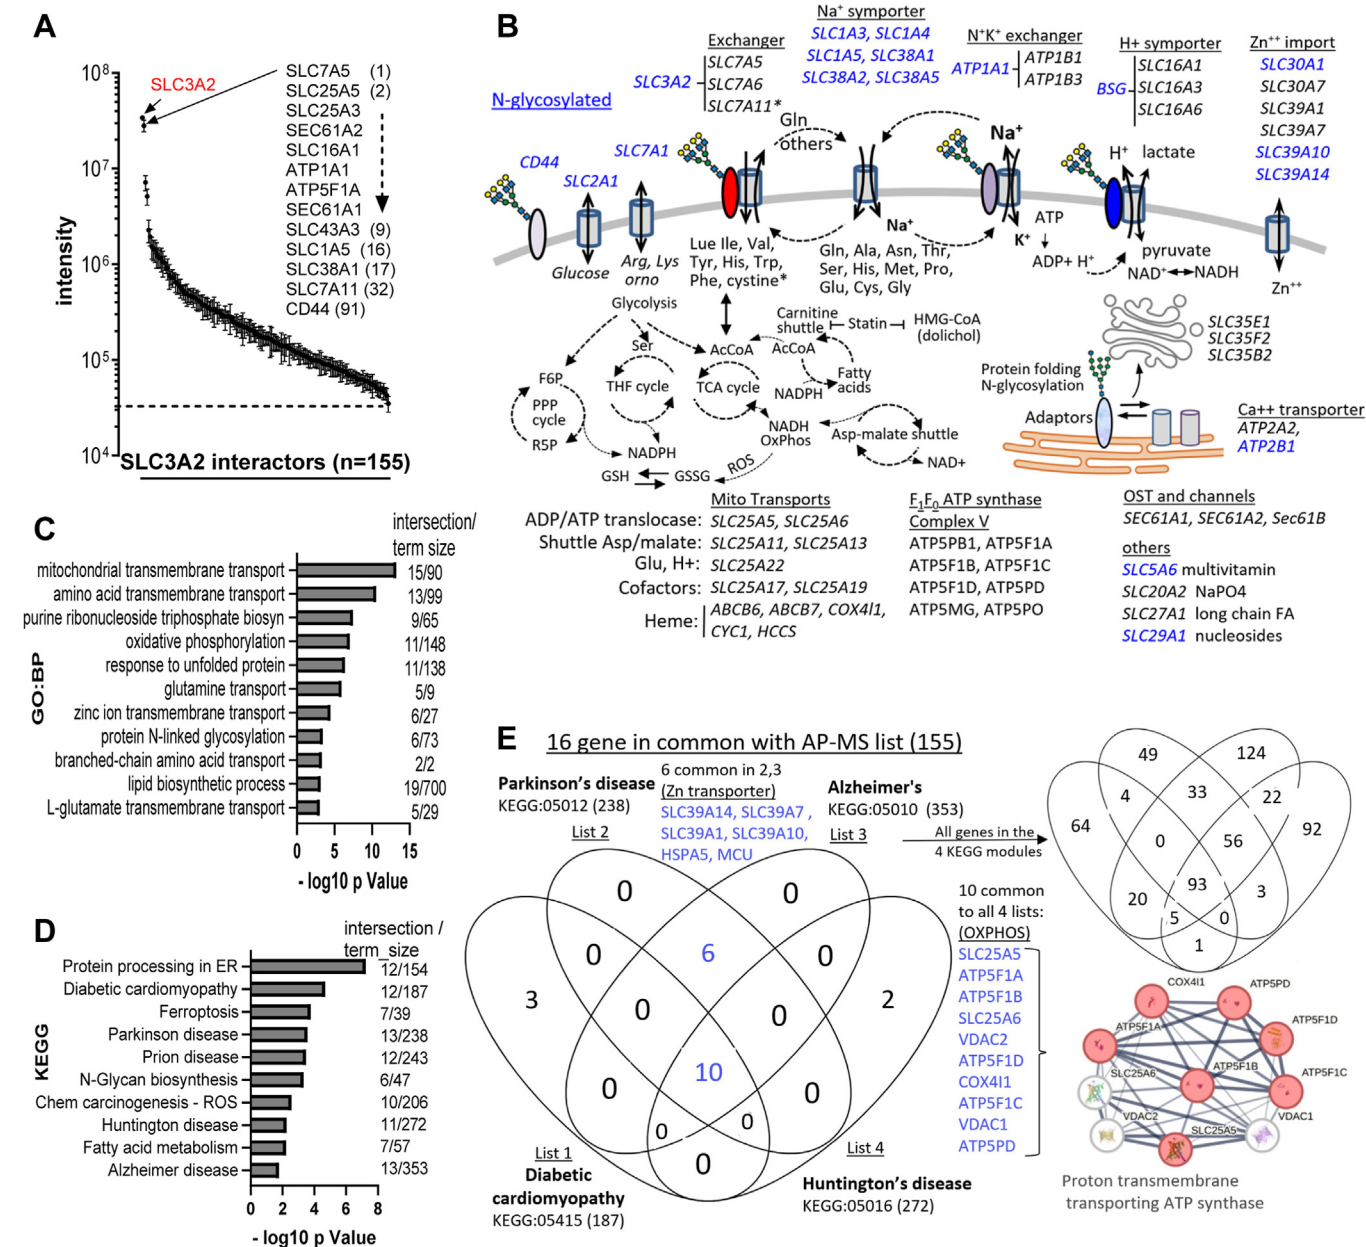 A
10⁸
10⁷
10⁶
10⁵
10⁴
intensity
SLC3A2
SLC7A5 (1)
SLC25A5 (2)
SLC25A3
SEC61A2
SLC16A1
ATP1A1
ATP5F1A
SEC61A1
SLC43A3 (9)
SLC1A5 (16)
SLC38A1 (17)
SLC7A11 (32)
CD44 (91)
SLC3A2 interactors (n=155)
B
N-glycosylated
Exchanger
SLC3A2
SLC7A5
SLC7A6
SLC7A11*
Na⁺ symporter
SLC1A3, SLC1A4
SLC1A5, SLC38A1
SLC38A2, SLC38A5
N⁺K⁺ exchanger
ATP1A1
ATP1B1
ATP1B3
H+ symporter
BSG
SLC16A1
SLC16A3
SLC16A6
Zn⁺⁺ import
SLC30A1
SLC30A7
SLC39A1
SLC39A7
SLC39A10
SLC39A14
CD44
SLC2A1
SLC7A1
Gln
others
Na⁺
H⁺
lactate
Glucose
Arg, Lys
orno
Lue Ile, Val,
Tyr, His, Trp,
Phe, cystine*
Na⁺
Gln, Ala, Asn, Thr,
Ser, His, Met, Pro,
Glu, Cys, Gly
K⁺
ATP
ADP+ H⁺
pyruvate
NAD⁺
NADH
Zn⁺⁺
Glycolysis
Ser
F6P
PPP
cycle
R5P
THF cycle
NADPH
GSH
GSSG
ROS
AcCoA
TCA cycle
Carnitine
shuttle
Statin
HMG-CoA
(dolichol)
AcCoA
Fatty
acids
NADPH
NADH
OxPhos
Asp-malate shuttle
NAD+
Protein folding
N-glycosylation
Adaptors
SLC35E1
SLC35F2
SLC35B2
Ca++ transporter
ATP2A2,
ATP2B1
Mito Transports
ADP/ATP translocase: SLC25A5, SLC25A6
Shuttle Asp/malate: SLC25A11, SLC25A13
Glu, H+: SLC25A22
Cofactors: SLC25A17, SLC25A19
Heme: ABCB6, ABCB7, COX4I1,
CYC1, HCCS
F₁F₀ ATP synthase
Complex V
ATP5PB1, ATP5F1A
ATP5F1B, ATP5F1C
ATP5F1D, ATP5PD
ATP5MG, ATP5PO
OST and channels
SEC61A1, SEC61A2, Sec61B
others
SLC5A6 multivitamin
SLC20A2 NaPO4
SLC27A1 long chain FA
SLC29A1 nucleosides
C
intersection/
term size
GO:BP
mitochondrial transmembrane transport 15/90
amino acid transmembrane transport 13/99
purine ribonucleoside triphosphate biosyn 9/65
oxidative phosphorylation 11/148
response to unfolded protein 11/138
glutamine transport 5/9
zinc ion transmembrane transport 6/27
protein N-linked glycosylation 6/73
branched-chain amino acid transport 2/2
lipid biosynthetic process 19/700
L-glutamate transmembrane transport 5/29
0 5 10 15
- log10 p Value
D
intersection /
term_size
KEGG
Protein processing in ER 12/154
Diabetic cardiomyopathy 12/187
Ferroptosis 7/39
Parkinson disease 13/238
Prion disease 12/243
N-Glycan biosynthesis 6/47
Chem carcinogenesis - ROS 10/206
Huntington disease 11/272
Fatty acid metabolism 7/57
Alzheimer disease 13/353
0 2 4 6 8
- log10 p Value
E
16 gene in common with AP-MS list (155)
Parkinson's disease
KEGG:05012 (238)
List 2
6 common in 2,3
(Zn transporter)
SLC39A14, SLC39A7 ,
SLC39A1, SLC39A10,
HSPA5, MCU
Alzheimer's
KEGG:05010 (353)
List 3
All genes in the
4 KEGG modules
0
0
0
6
0
3
0
0
2
10
0
0
0
0
0
List 1
Diabetic
cardiomyopathy
KEGG:05415 (187)
List 4
Huntington's disease
KEGG:05016 (272)
10 common
to all 4 lists:
(OXPHOS)
SLC25A5
ATP5F1A
ATP5F1B
SLC25A6
VDAC2
ATP5F1D
COX4I1
ATP5F1C
VDAC1
ATP5PD
49
124
4
33
22
64
0
56
92
93
20
3
5
0
1
COX4I1
ATP5PD
ATP5F1A
ATP5F1D
SLC25A6
ATP5F1B
ATP5F1C
VDAC2
SLC25A5
VDAC1
Proton transmembrane
transporting ATP synthase